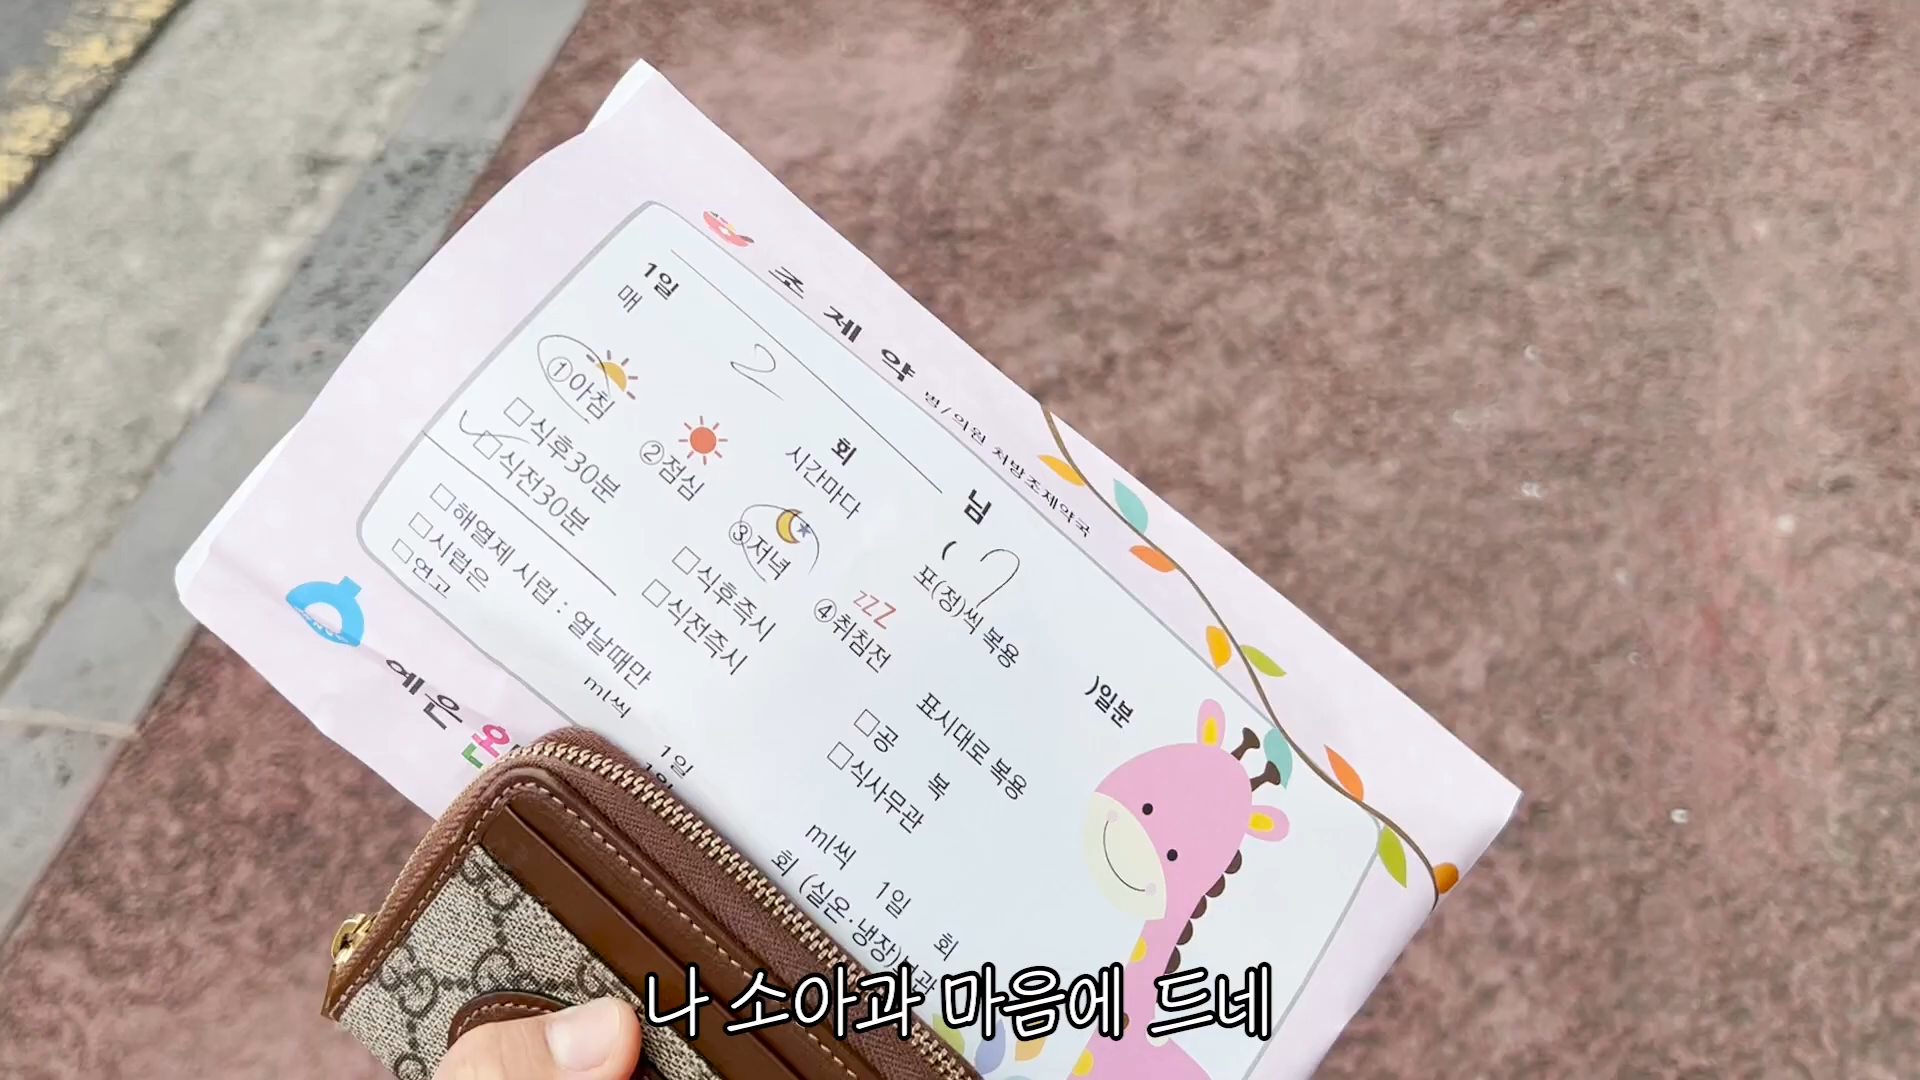 조 제 약 병/의원 처방조제약국
님 ( 7 )일분
1일 2 회 포(정)씩 복용
매 시간마다 표시대로 복용
①아침 ②점심 ③저녁 ④취침전
□식후30분 □식후즉시 □공 복
□식전30분 □식전즉시 □식사무관
□해열제 시럽 : 열날때만 ml씩 1일 회
□시럽은 ml씩 1일 회 (실온·냉장)보관
□연고
예은 온
나 소아과 마음에 드네